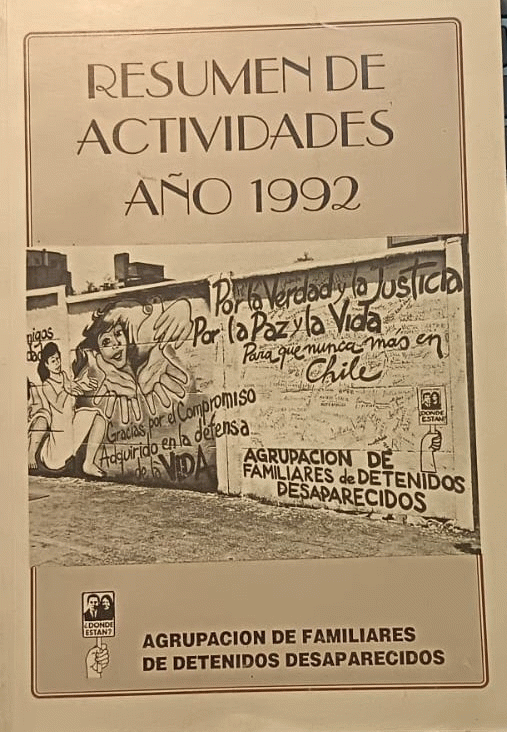 RESUMEN DE
ACTIVIDADES
AÑO 1992
migos
dad
Por la Verdad y la Justicia
Por la Paz y la Vida
Para que nunca más en
Chile
Gracias por el Compromiso
Adquirido en la defensa
de la VIDA
¿DONDE
ESTAN?
AGRUPACION DE
FAMILIARES de DETENIDOS
DESAPARECIDOS
¿DONDE
ESTAN?
AGRUPACION DE FAMILIARES
DE DETENIDOS DESAPARECIDOS